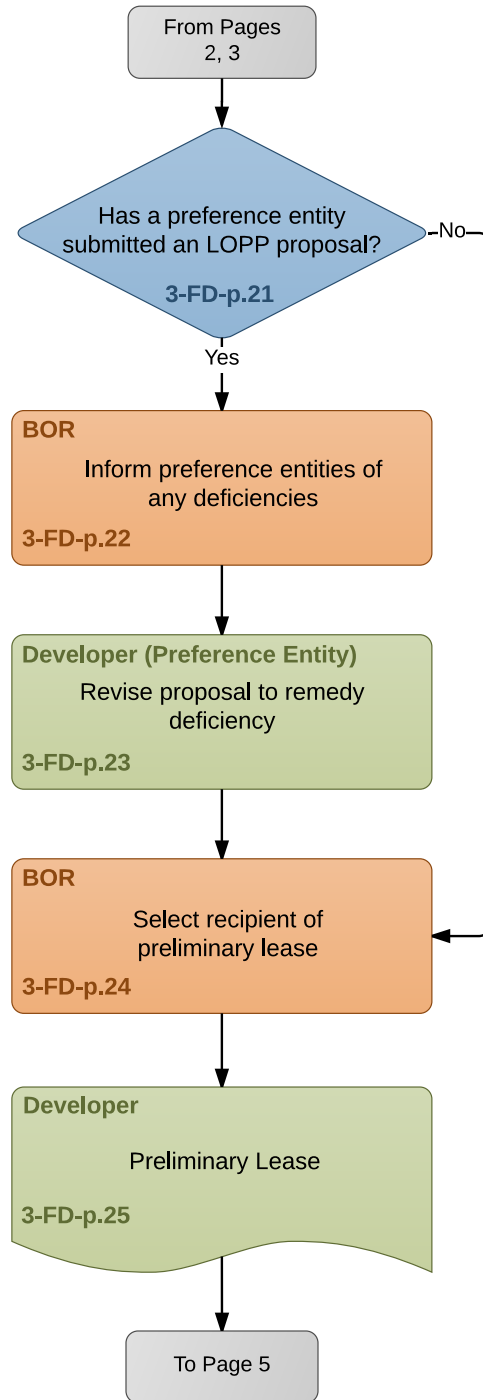 From Pages
2, 3
Has a preference entity
submitted an LOPP proposal?
No
3-FD-p.21
Yes
BOR
Inform preference entities of
any deficiencies
3-FD-p.22
Developer (Preference Entity)
Revise proposal to remedy
deficiency
3-FD-p.23
BOR
Select recipient of
preliminary lease
3-FD-p.24
Developer
Preliminary Lease
3-FD-p.25
To Page 5